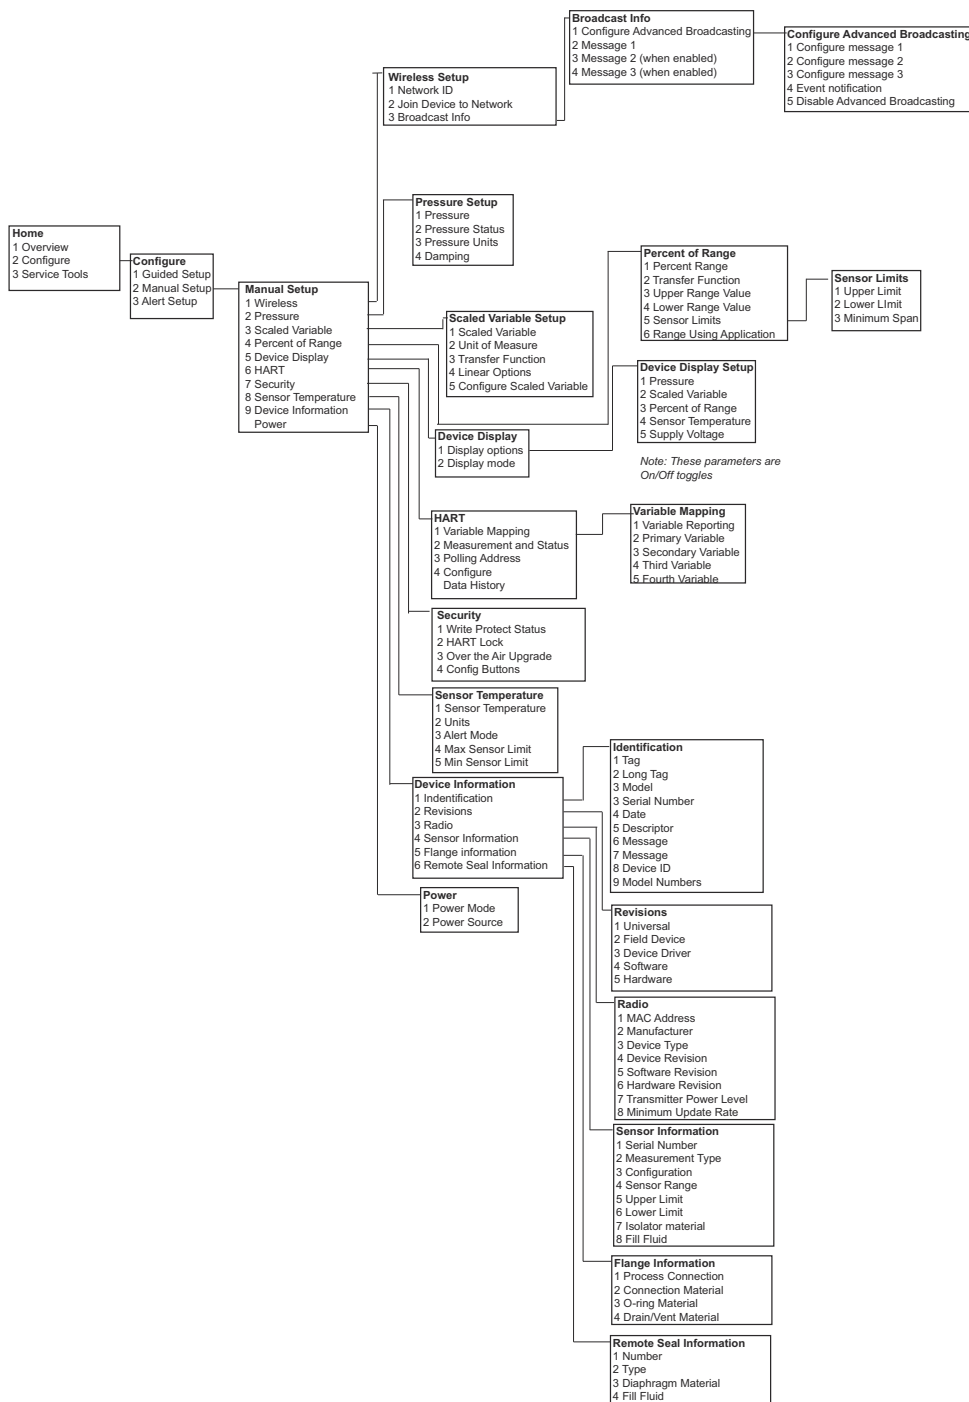 Broadcast Info
1 Configure Advanced Broadcasting
2 Message 1
3 Message 2 (when enabled)
4 Message 3 (when enabled)
Configure Advanced Broadcasting
1 Configure message 1
2 Configure message 2
3 Configure message 3
4 Event notification
5 Disable Advanced Broadcasting
Wireless Setup
1 Network ID
2 Join Device to Network
3 Broadcast Info
Pressure Setup
1 Pressure
2 Pressure Status
3 Pressure Units
4 Damping
Home
1 Overview
2 Configure
3 Service Tools
Configure
1 Guided Setup
2 Manual Setup
3 Alert Setup
Manual Setup
1 Wireless
2 Pressure
3 Scaled Variable
4 Percent of Range
5 Device Display
6 HART
7 Security
8 Sensor Temperature
9 Device Information
Power
Percent of Range
1 Percent Range
2 Transfer Function
3 Upper Range Value
4 Lower Range Value
5 Sensor Limits
6 Range Using Application
Sensor Limits
1 Upper Limit
2 Lower LImit
3 Minimum Span
Scaled Variable Setup
1 Scaled Variable
2 Unit of Measure
3 Transfer Function
4 Linear Options
5 Configure Scaled Variable
Device Display Setup
1 Pressure
2 Scaled Variable
3 Percent of Range
4 Sensor Temperature
5 Supply Voltage
Note: These parameters are
On/Off toggles
Device Display
1 Display options
2 Display mode
HART
1 Variable Mapping
2 Measurement and Status
3 Polling Address
4 Configure
Data History
Variable Mapping
1 Variable Reporting
2 Primary Variable
3 Secondary Variable
4 Third Variable
5 Fourth Variable
Security
1 Write Protect Status
2 HART Lock
3 Over the Air Upgrade
4 Config Buttons
Sensor Temperature
1 Sensor Temperature
2 Units
3 Alert Mode
4 Max Sensor Limit
5 Min Sensor Limit
Device Information
1 Indentification
2 Revisions
3 Radio
4 Sensor Information
5 Flange information
6 Remote Seal Information
Identification
1 Tag
2 Long Tag
3 Model
3 Serial Number
4 Date
5 Descriptor
6 Message
7 Message
8 Device ID
9 Model Numbers
Power
1 Power Mode
2 Power Source
Revisions
1 Universal
2 Field Device
3 Device Driver
4 Software
5 Hardware
Radio
1 MAC Address
2 Manufacturer
3 Device Type
4 Device Revision
5 Software Revision
6 Hardware Revision
7 Transmitter Power Level
8 Minimum Update Rate
Sensor Information
1 Serial Number
2 Measurement Type
3 Configuration
4 Sensor Range
5 Upper Limit
6 Lower Limit
7 Isolator material
8 Fill Fluid
Flange Information
1 Process Connection
2 Connection Material
3 O-ring Material
4 Drain/Vent Material
Remote Seal Information
1 Number
2 Type
3 Diaphragm Material
4 Fill Fluid